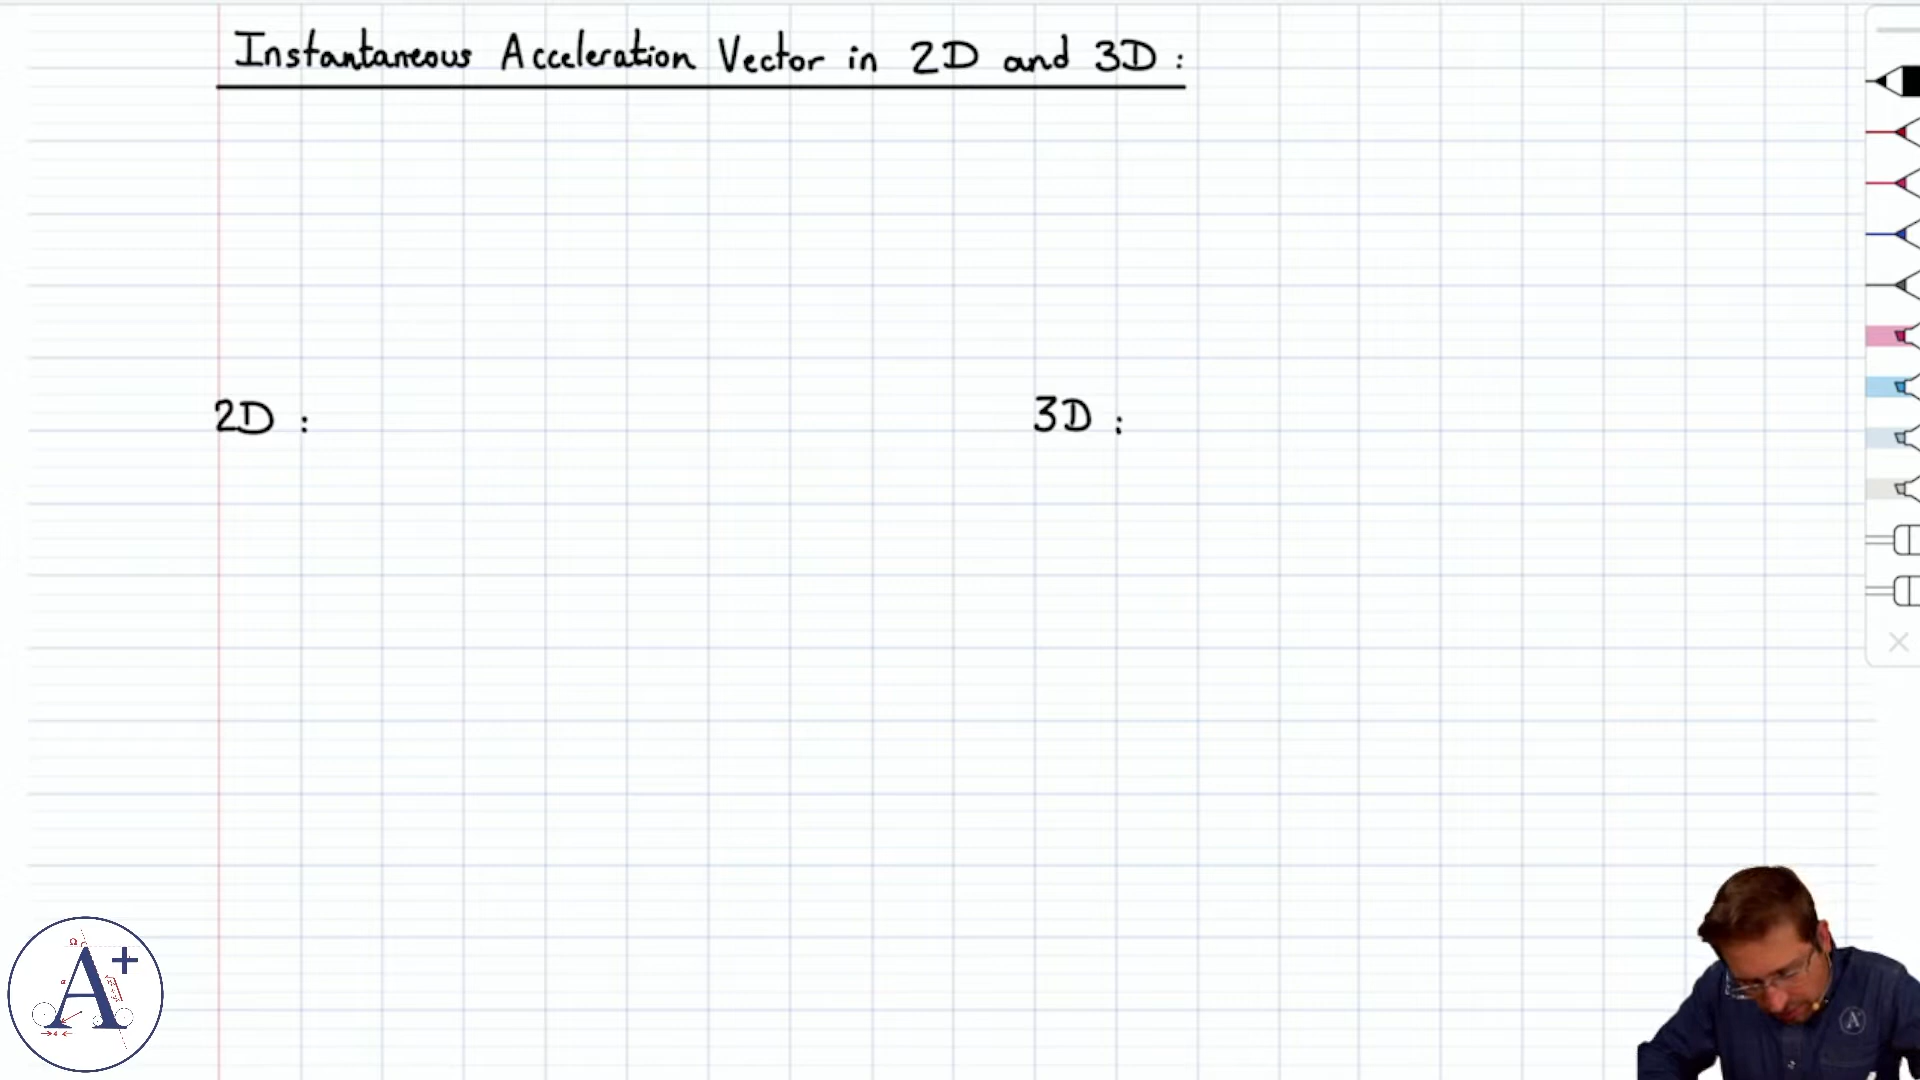 Instantaneous Acceleration Vector in 2D and 3D :
2D :
3D :
A+
A